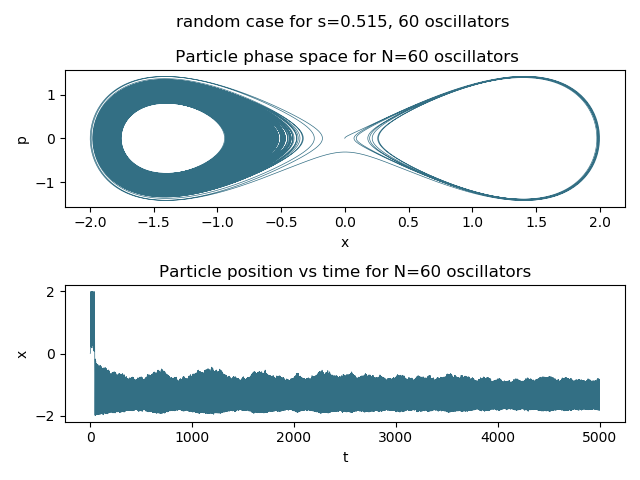 random case for s=0.515, 60 oscillators
Particle phase space for N=60 oscillators
1
0
−1
p
−2.0 −1.5 −1.0 −0.5 0.0 0.5 1.0 1.5 2.0
x
Particle position vs time for N=60 oscillators
2
0
−2
x
0 1000 2000 3000 4000 5000
t